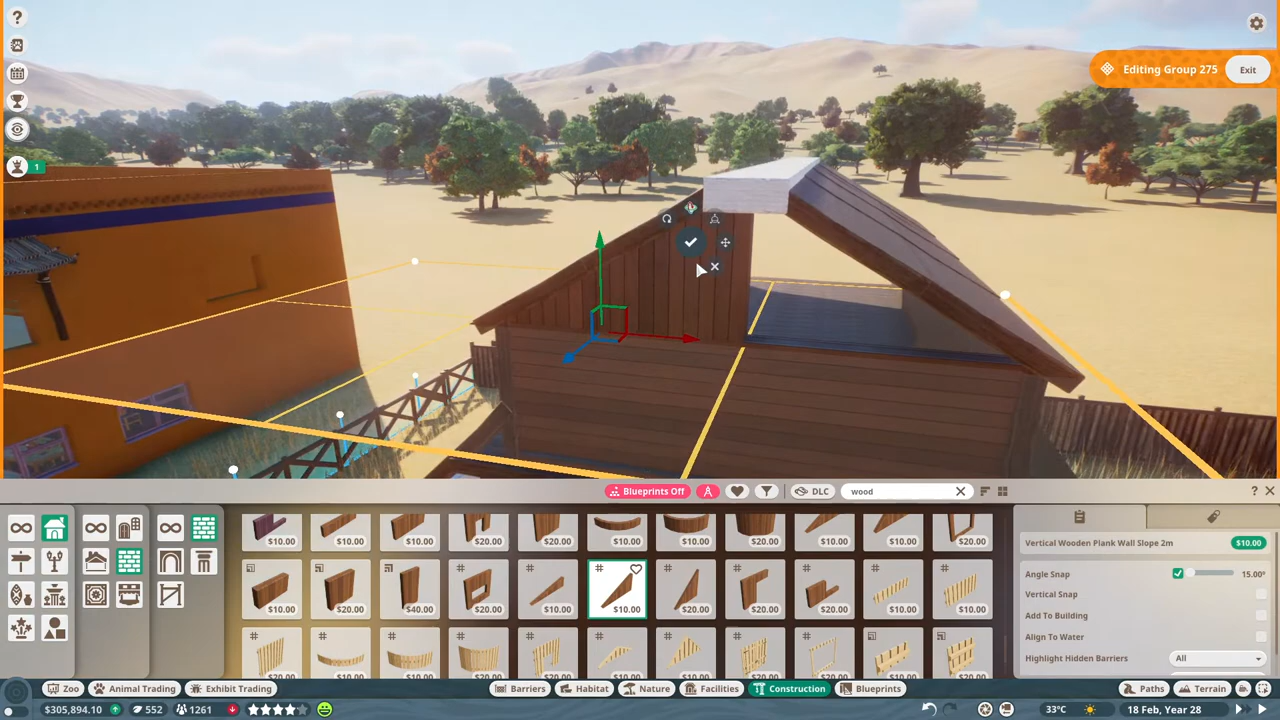 ?
Editing Group 275
Exit
1
Blueprints Off
DLC
wood
?
$10.00 $10.00 $10.00 $20.00 $20.00 $10.00 $10.00 $20.00 $10.00 $10.00 $20.00
$10.00 $20.00 $40.00 $20.00 $10.00 $10.00 $20.00 $20.00 $20.00 $10.00 $10.00
Vertical Wooden Plank Wall Slope 2m $10.00
Angle Snap 15.00°
Vertical Snap
Add To Building
Align To Water
Highlight Hidden Barriers All
Zoo Animal Trading Exhibit Trading Barriers Habitat Nature Facilities Construction Blueprints Paths Terrain
$305,894.10 552 1261 33°C 18 Feb, Year 28